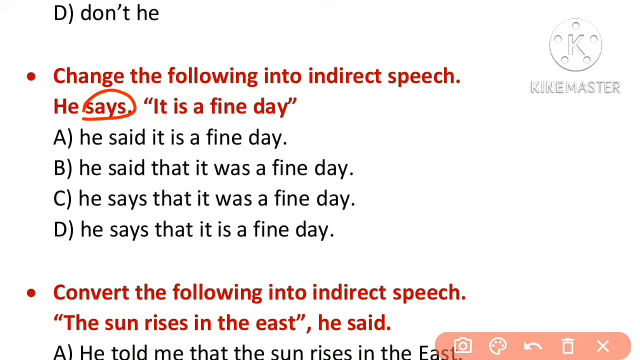 D) don't he
• Change the following into indirect speech.
He says. “It is a fine day”
A) he said it is a fine day.
B) he said that it was a fine day.
C) he says that it was a fine day.
D) he says that it is a fine day.
• Convert the following into indirect speech.
“The sun rises in the east”, he said.
A) He told me that the sun rises in the East.
K
KINEMASTER